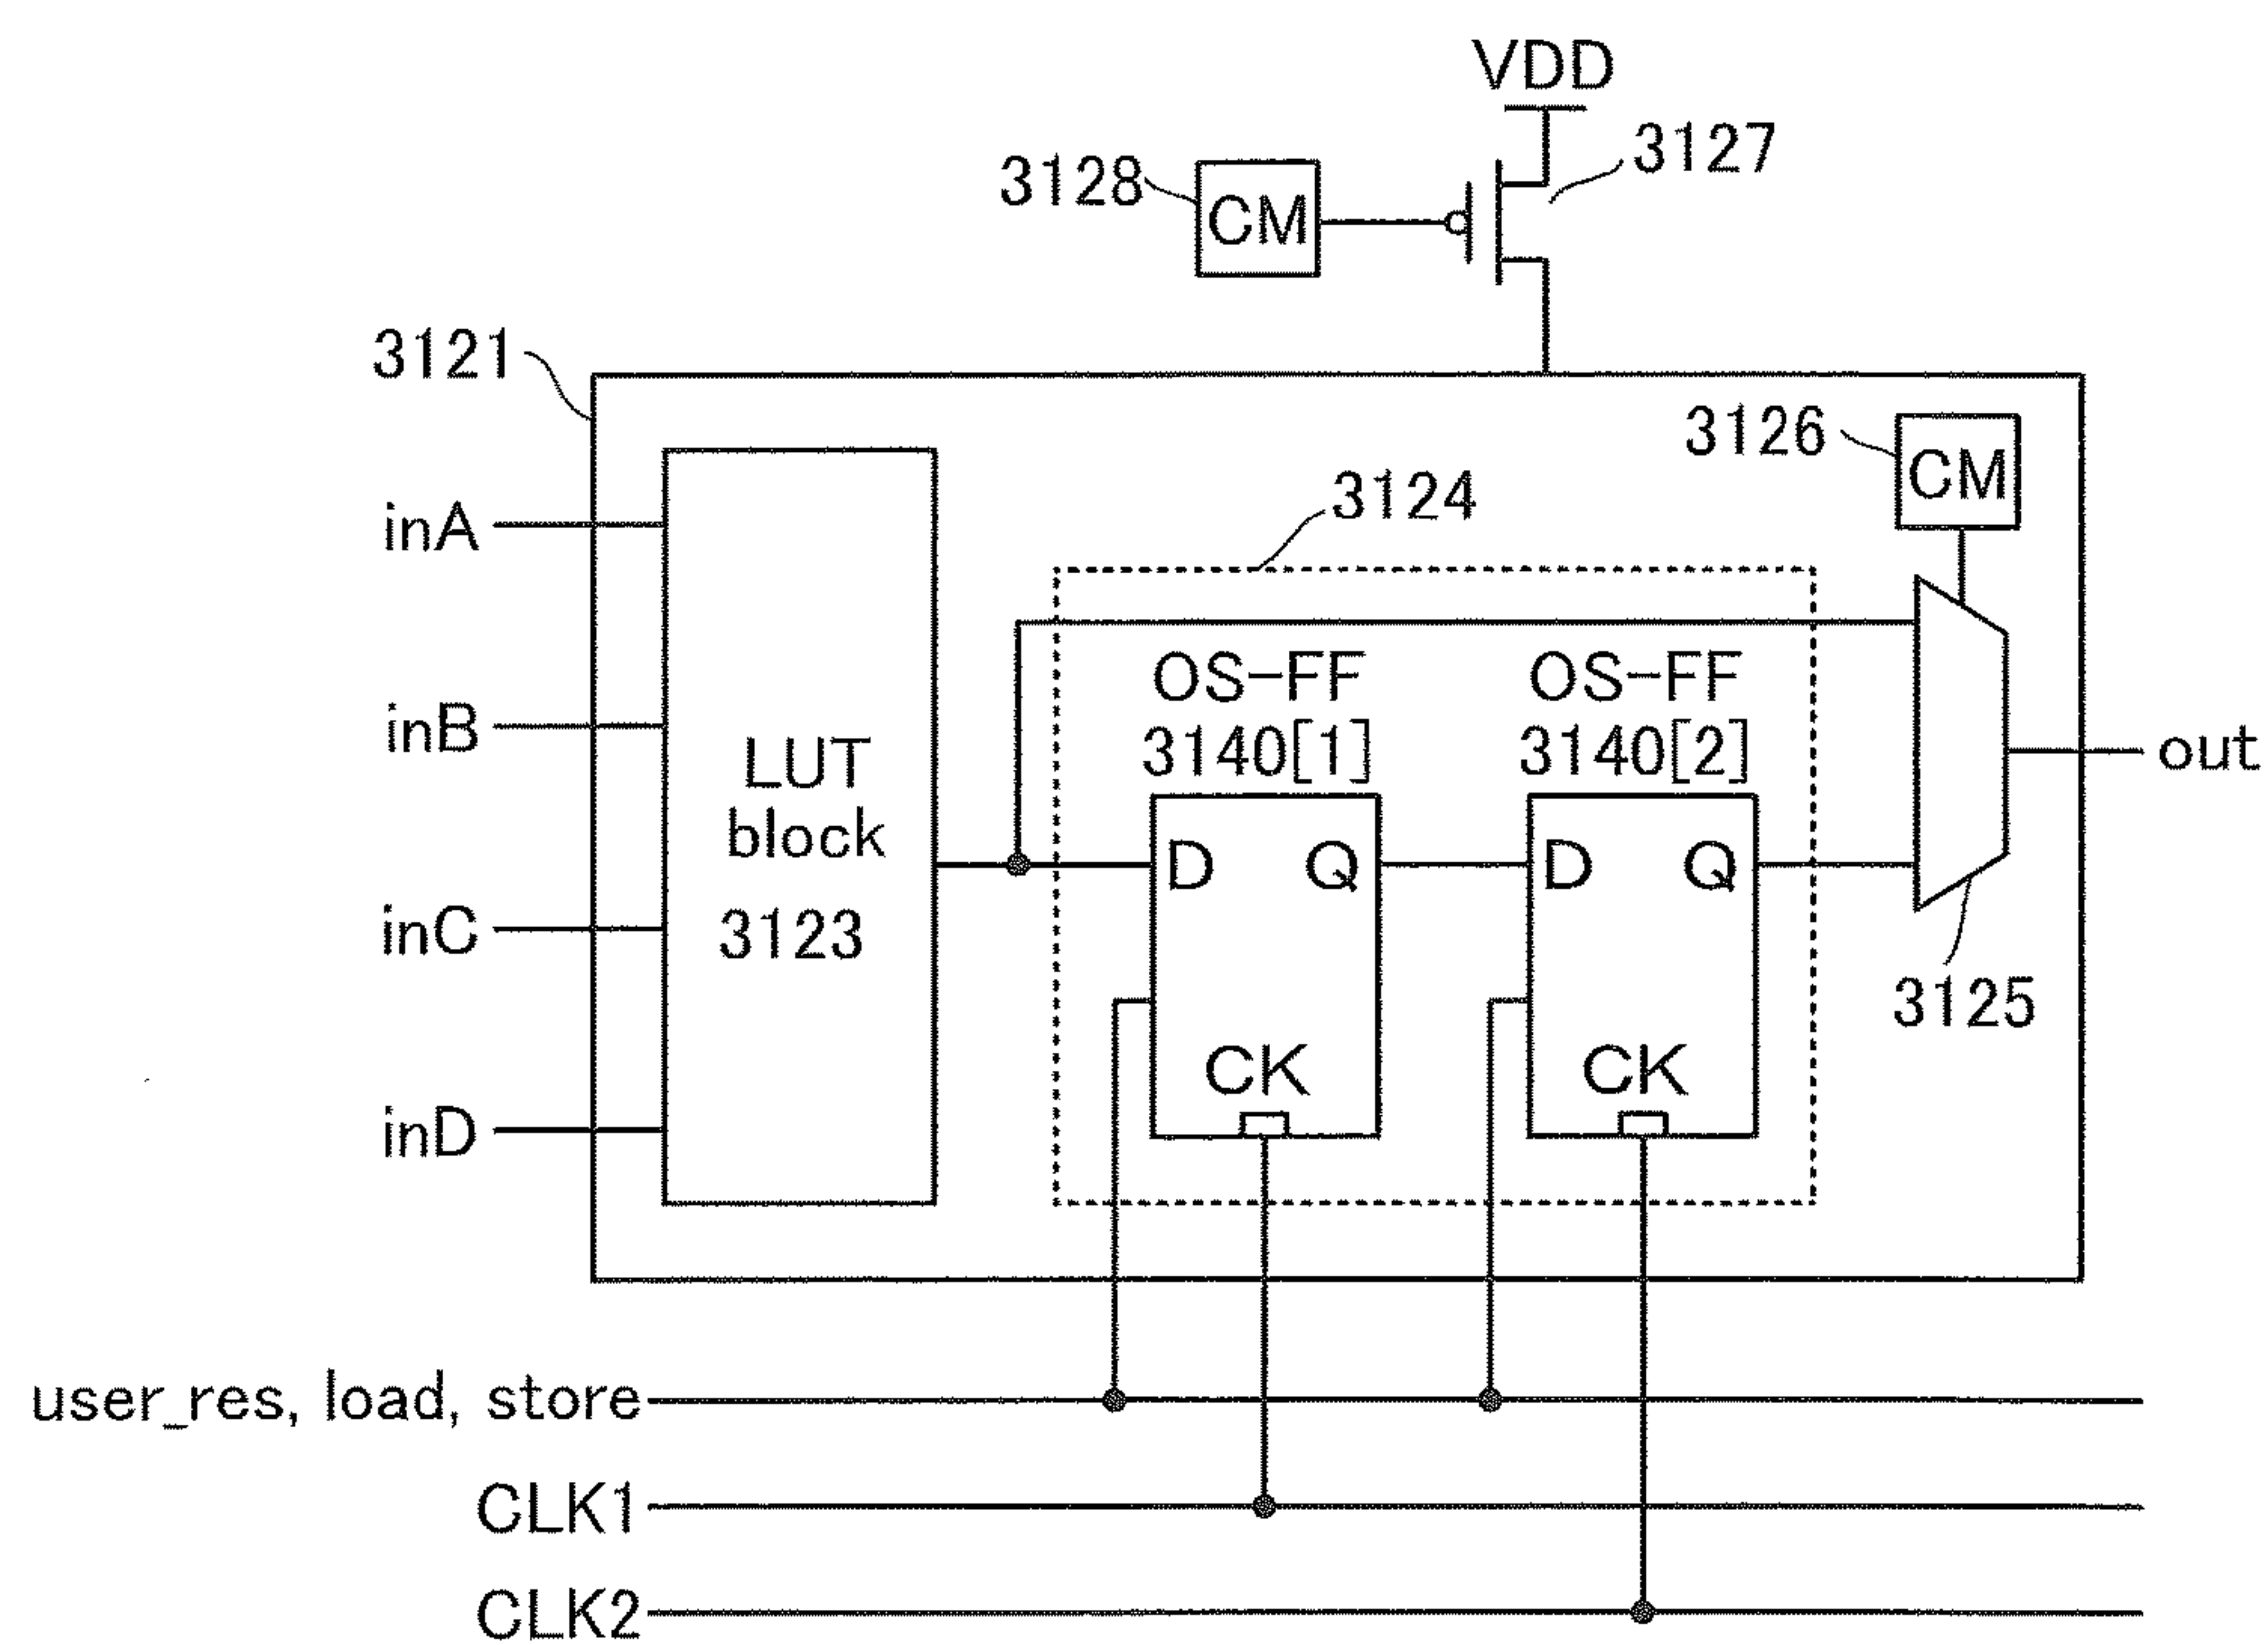 VDD
3127
3128
CM
3121
3126
CM
3124
inA
inB
inC
inD
LUT
block
3123
OS-FF
3140[1]
D
Q
CK
OS-FF
3140[2]
D
Q
CK
out
3125
user_res, load, store
CLK1
CLK2